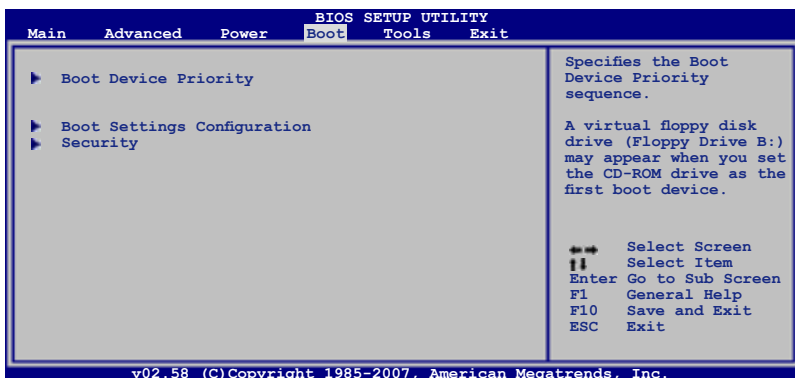 BIOS SETUP UTILITY
Main Advanced Power Boot Tools Exit
Boot Device Priority
Boot Settings Configuration
Security
Specifies the Boot
Device Priority
sequence.
A virtual floppy disk
drive (Floppy Drive B:)
may appear when you set
the CD-ROM drive as the
first boot device.
Select Screen
Select Item
Enter Go to Sub Screen
F1 General Help
F10 Save and Exit
ESC Exit
v02.58 (C)Copyright 1985-2007, American Megatrends, Inc.